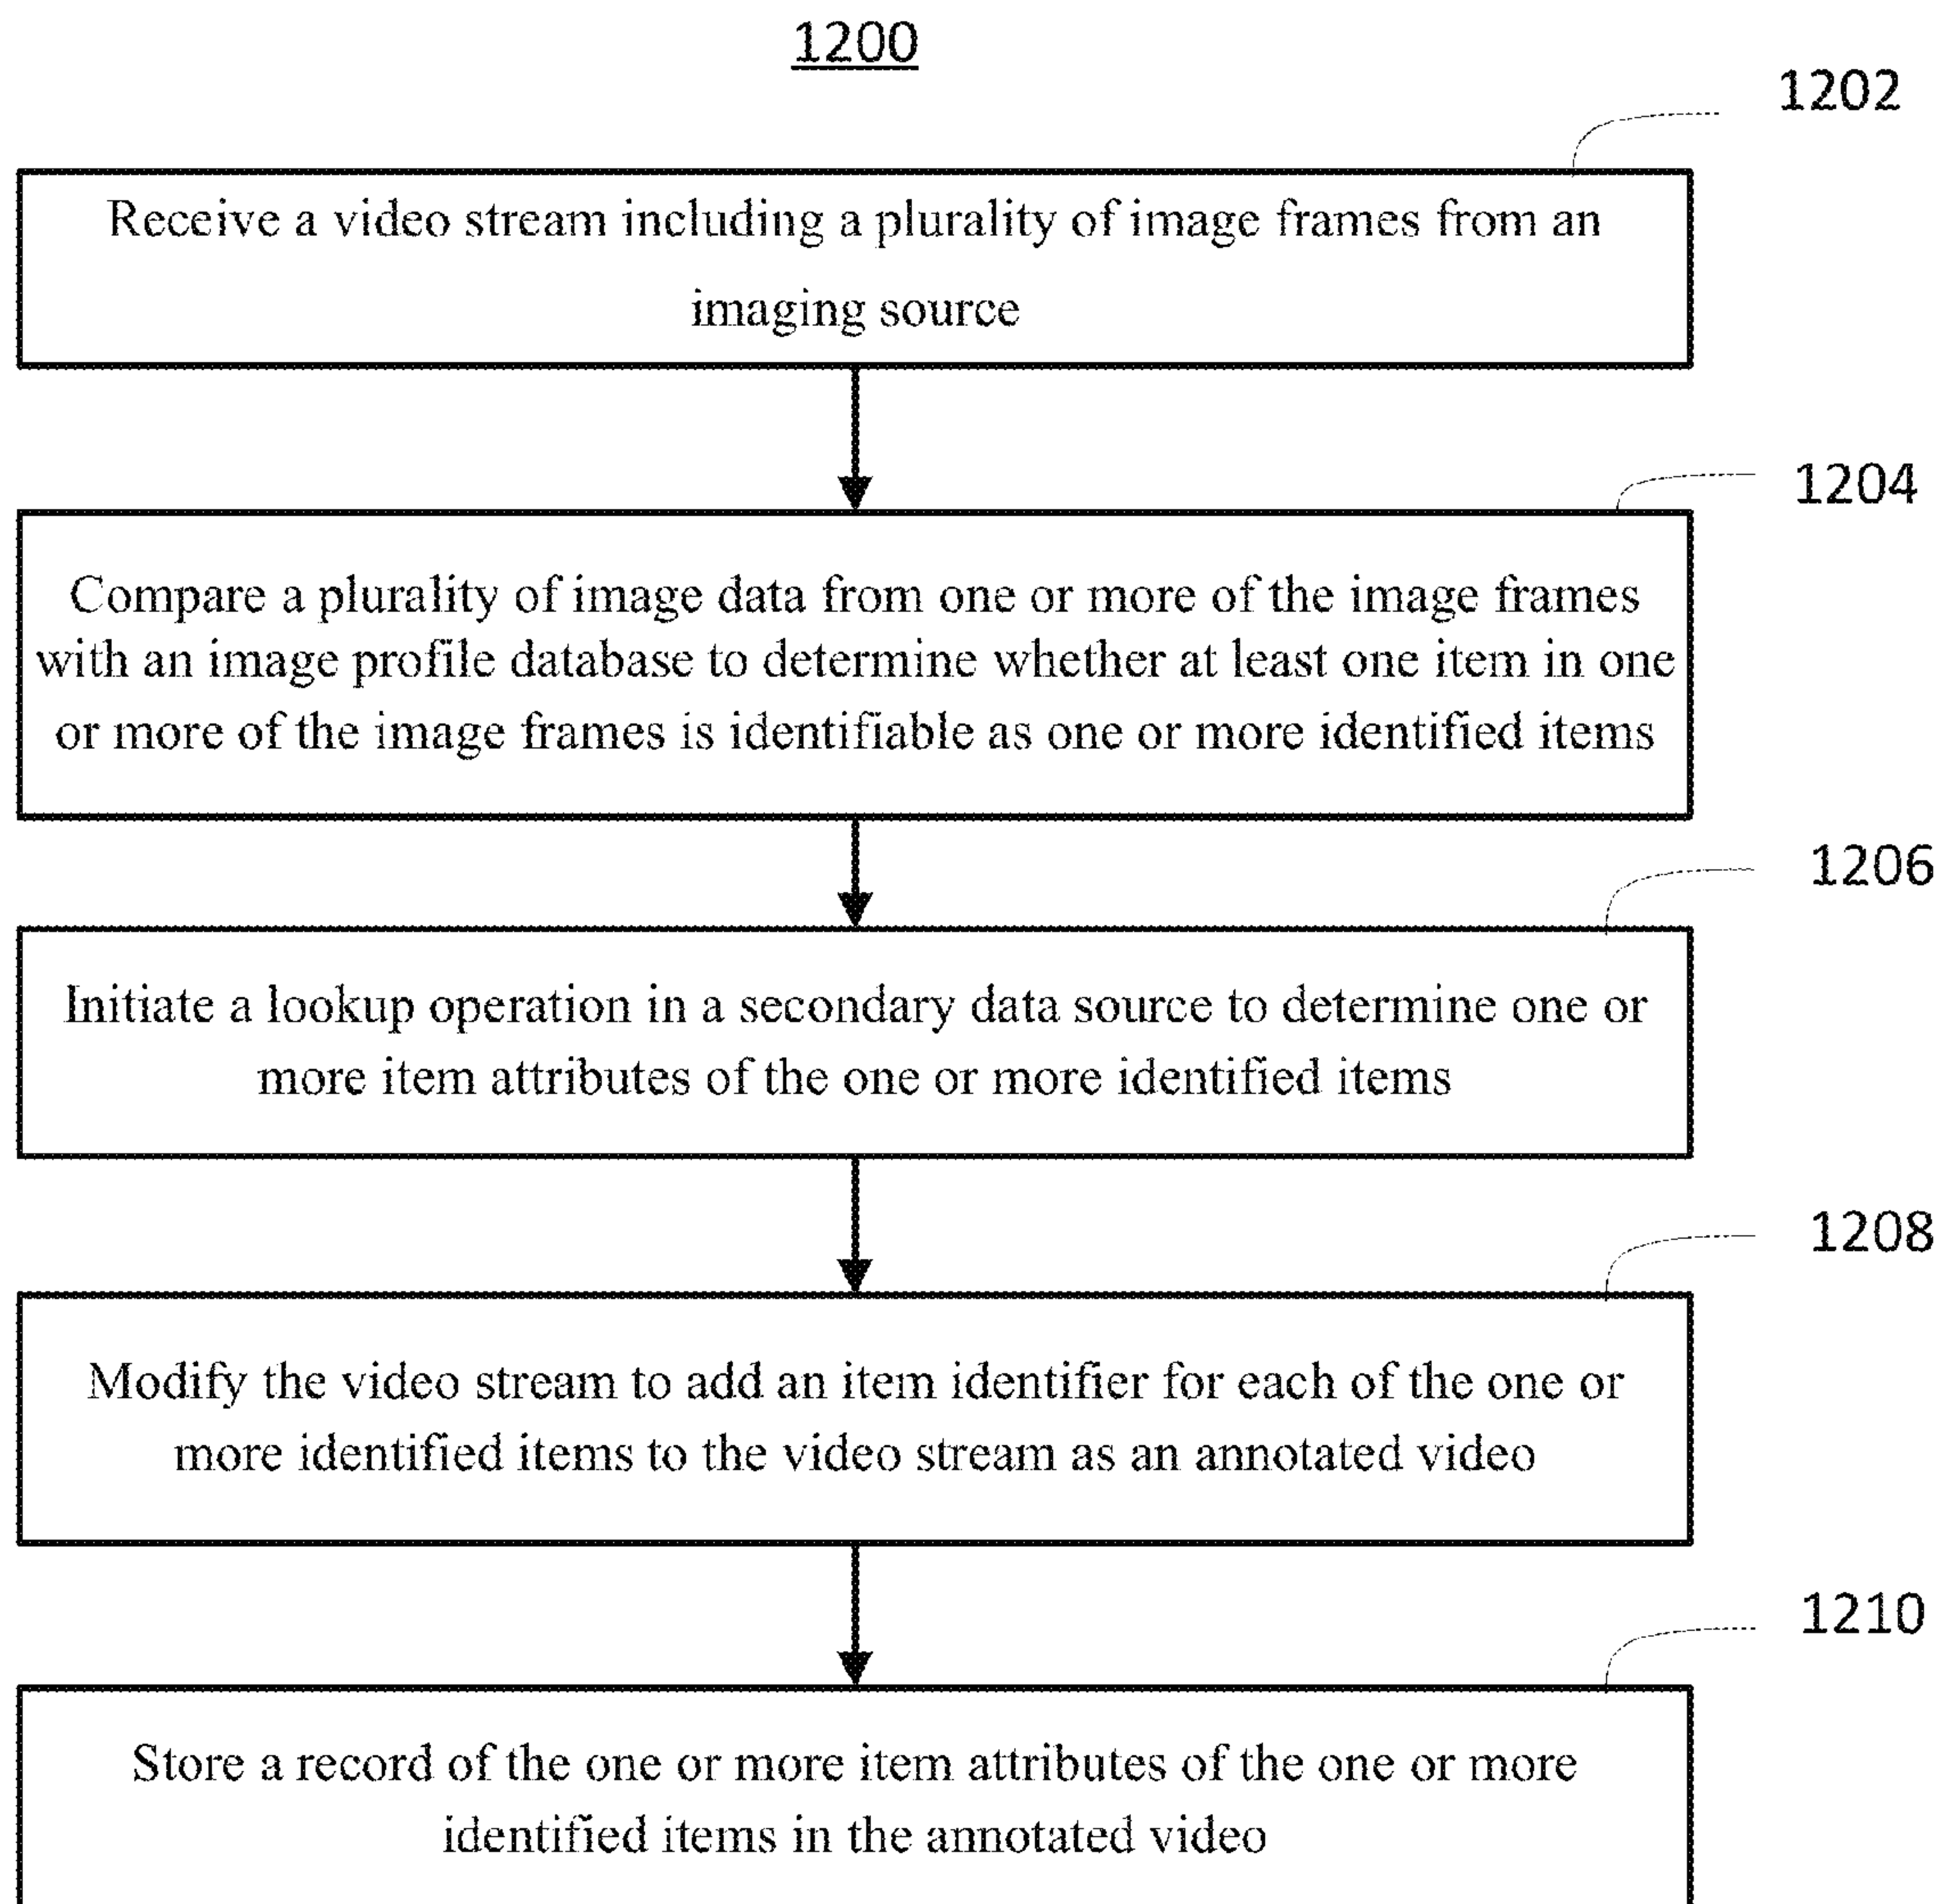 1200
1202
Receive a video stream including a plurality of image frames from an
imaging source
1204
Compare a plurality of image data from one or more of the image frames
with an image profile database to determine whether at least one item in one
or more of the image frames is identifiable as one or more identified items
1206
Initiate a lookup operation in a secondary data source to determine one or
more item attributes of the one or more identified items
1208
Modify the video stream to add an item identifier for each of the one or
more identified items to the video stream as an annotated video
1210
Store a record of the one or more item attributes of the one or more
identified items in the annotated video